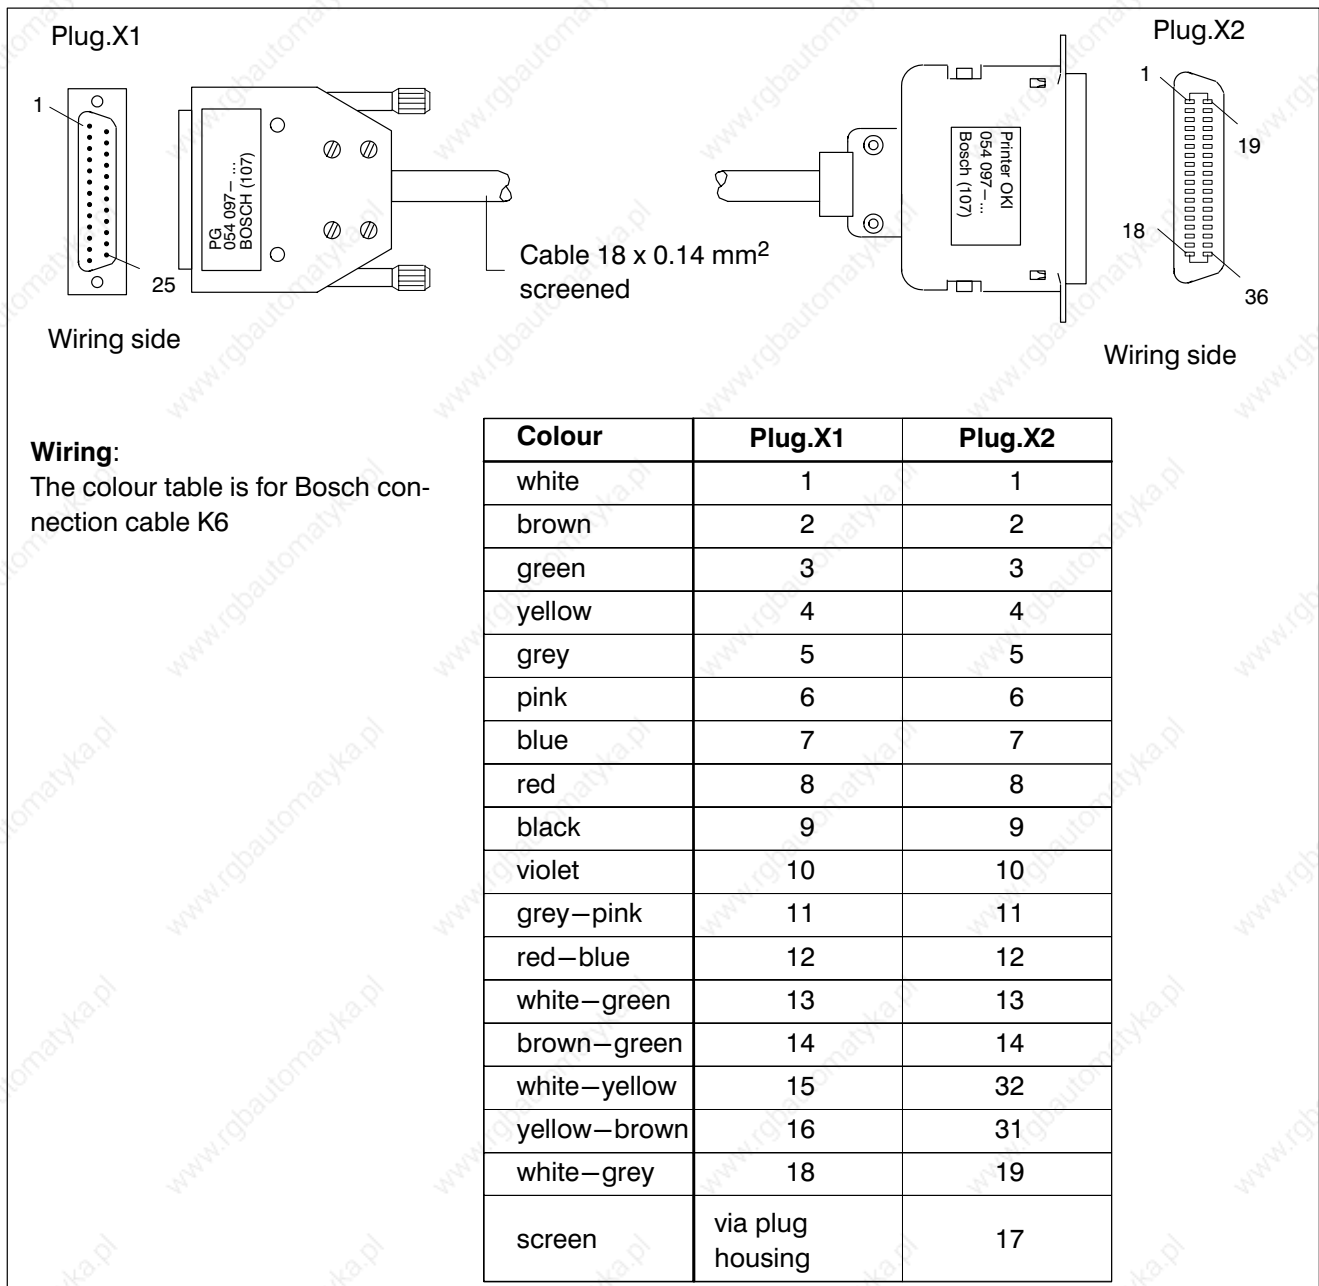 Plug.X1
Plug.X2
1
25
PG
054 097– ...
BOSCH (107)
Wiring side
Cable 18 x 0.14 mm2
screened
Printer OKI
054 097– ...
Bosch (107)
1
19
18
36
Wiring side
Wiring:
The colour table is for Bosch con-
nection cable K6
Colour Plug.X1 Plug.X2
white 1 1
brown 2 2
green 3 3
yellow 4 4
grey 5 5
pink 6 6
blue 7 7
red 8 8
black 9 9
violet 10 10
grey–pink 11 11
red–blue 12 12
white–green 13 13
brown–green 14 14
white–yellow 15 32
yellow–brown 16 31
white–grey 18 19
screen via plug housing 17
www.rgbautomatyka.pl